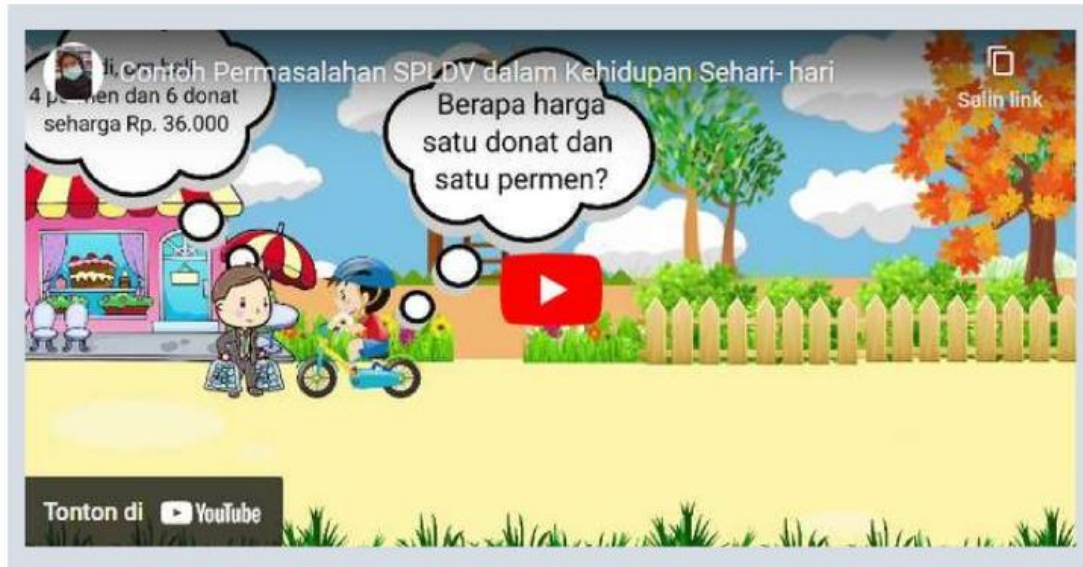 Contoh Permasalahan SPLDV dalam Kehidupan Sehari- hari
Salin link
4 permen dan 6 donat
seharga Rp. 36.000
Berapa harga
satu donat dan
satu permen?
Tonton di YouTube